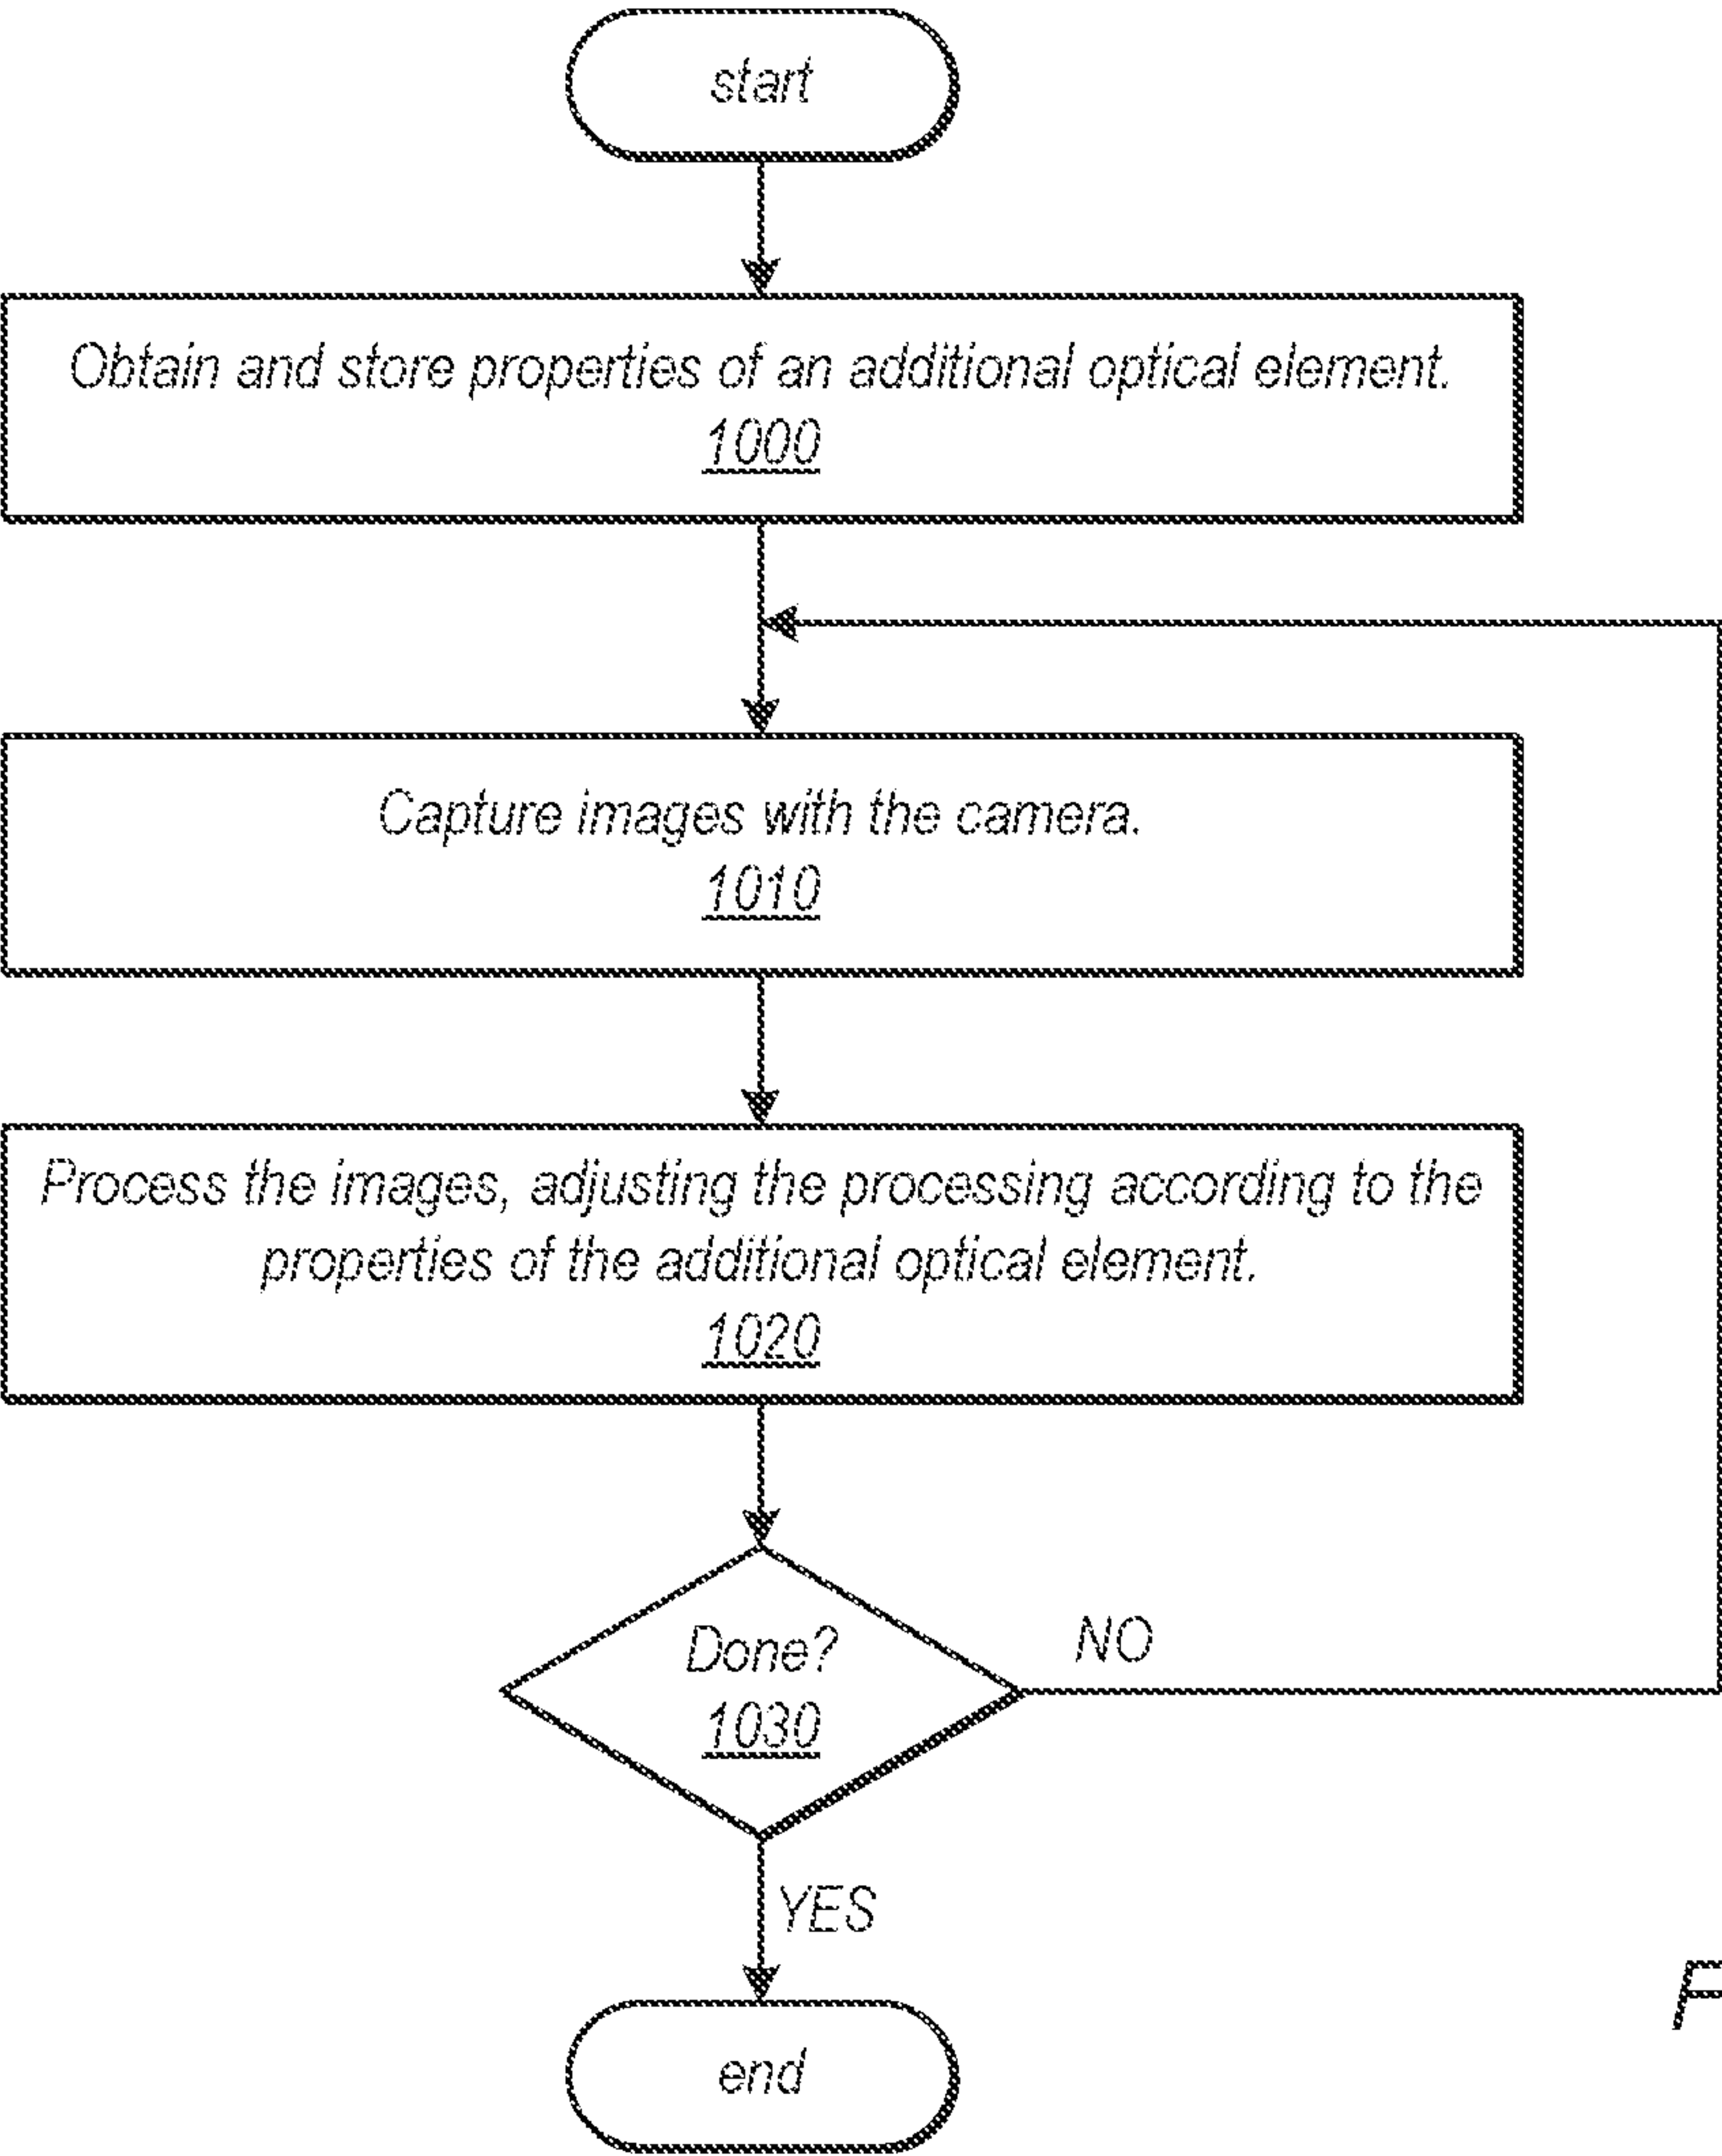 start
Obtain and store properties of an additional optical element.
1000
Capture images with the camera.
1010
Process the images, adjusting the processing according to the
properties of the additional optical element.
1020
Done?
1030
NO
YES
F
end